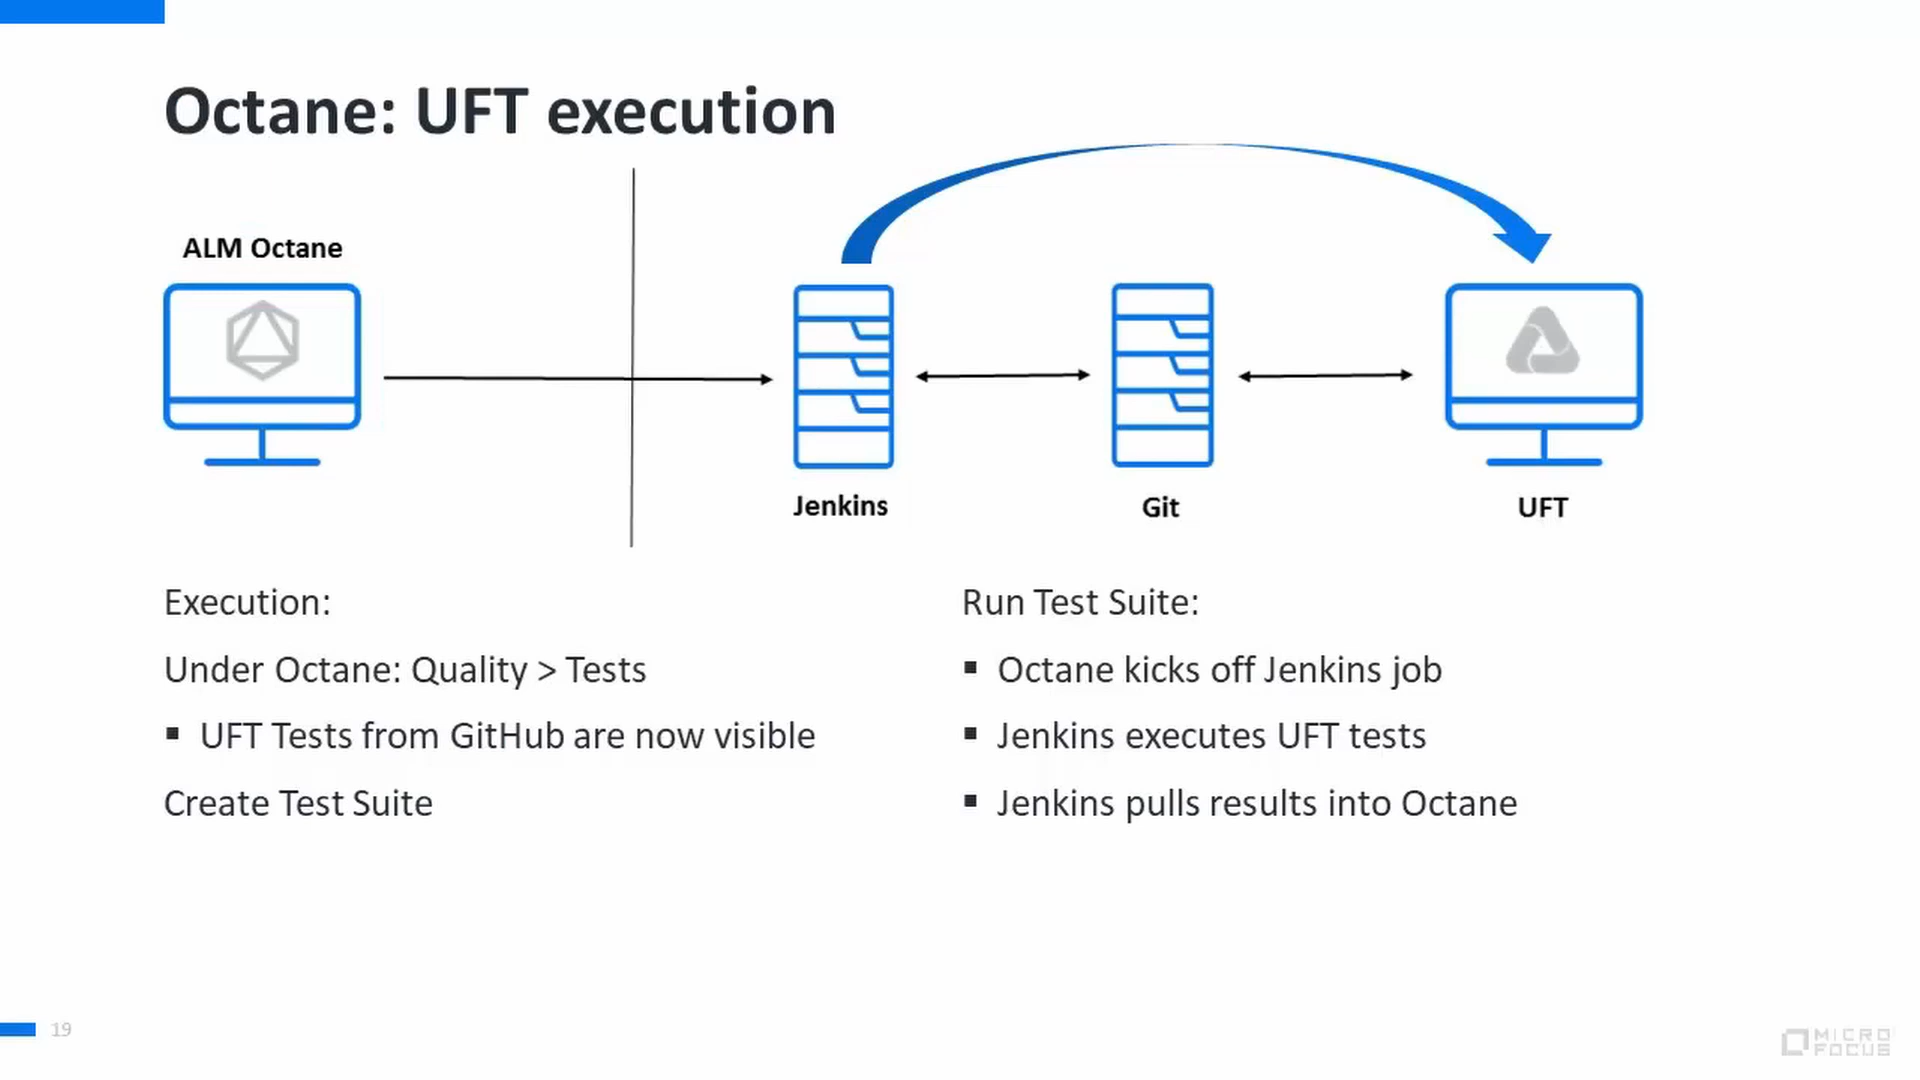 Octane: UFT execution
ALM Octane
Jenkins
Git
UFT
Execution:
Under Octane: Quality > Tests
▪ UFT Tests from GitHub are now visible
Create Test Suite
Run Test Suite:
▪ Octane kicks off Jenkins job
▪ Jenkins executes UFT tests
▪ Jenkins pulls results into Octane
19
MICRO
FOCUS